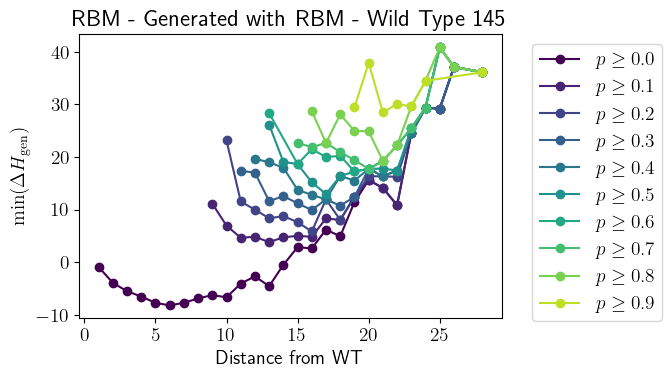 RBM - Generated with RBM - Wild Type 145
min(ΔH_gen)
40
30
20
10
0
−10
0 5 10 15 20 25
Distance from WT
p ≥ 0.0
p ≥ 0.1
p ≥ 0.2
p ≥ 0.3
p ≥ 0.4
p ≥ 0.5
p ≥ 0.6
p ≥ 0.7
p ≥ 0.8
p ≥ 0.9